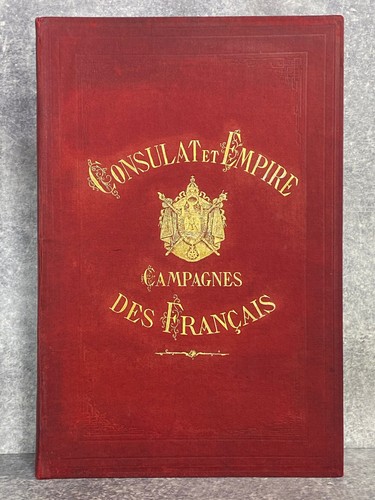 CONSULAT ET EMPIRE
CAMPAGNES
DES FRANÇAIS